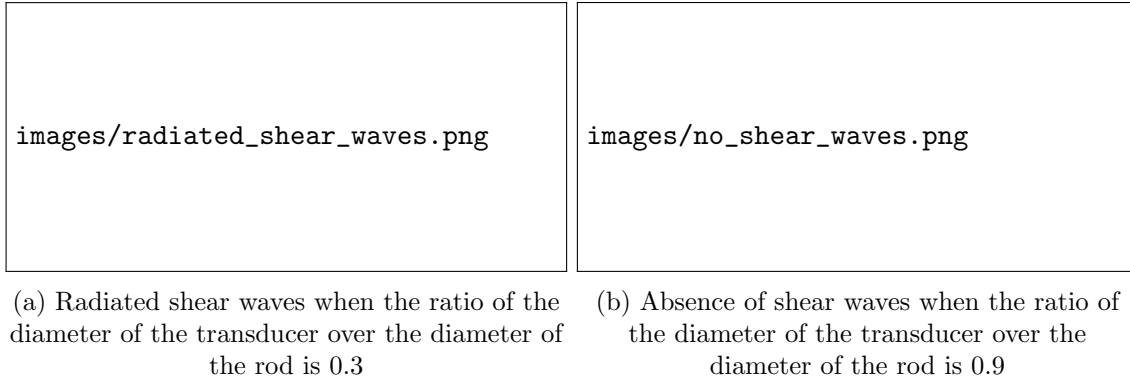 images/radiated_shear_waves.png
images/no_shear_waves.png
(a) Radiated shear waves when the ratio of the
diameter of the transducer over the diameter of
the rod is 0.3
(b) Absence of shear waves when the ratio of
the diameter of the transducer over the
diameter of the rod is 0.9